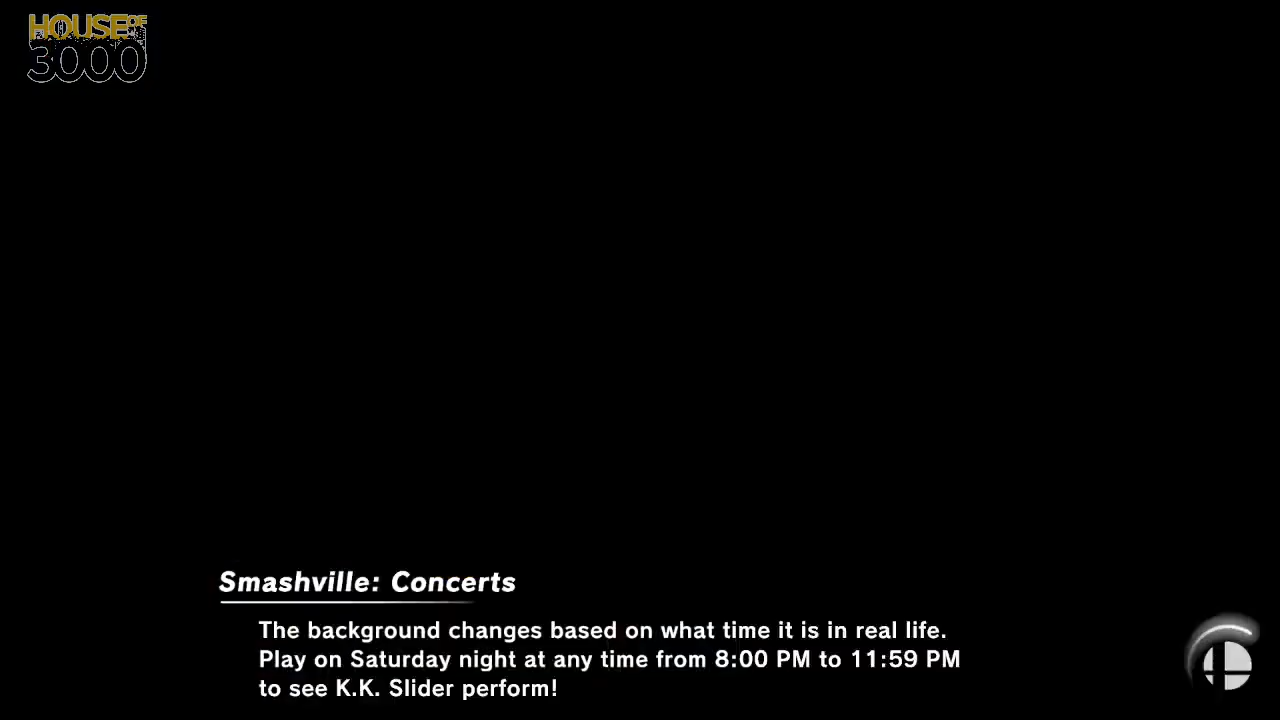 HOUSE OF
3000
Smashville: Concerts
The background changes based on what time it is in real life.
Play on Saturday night at any time from 8:00 PM to 11:59 PM
to see K.K. Slider perform!